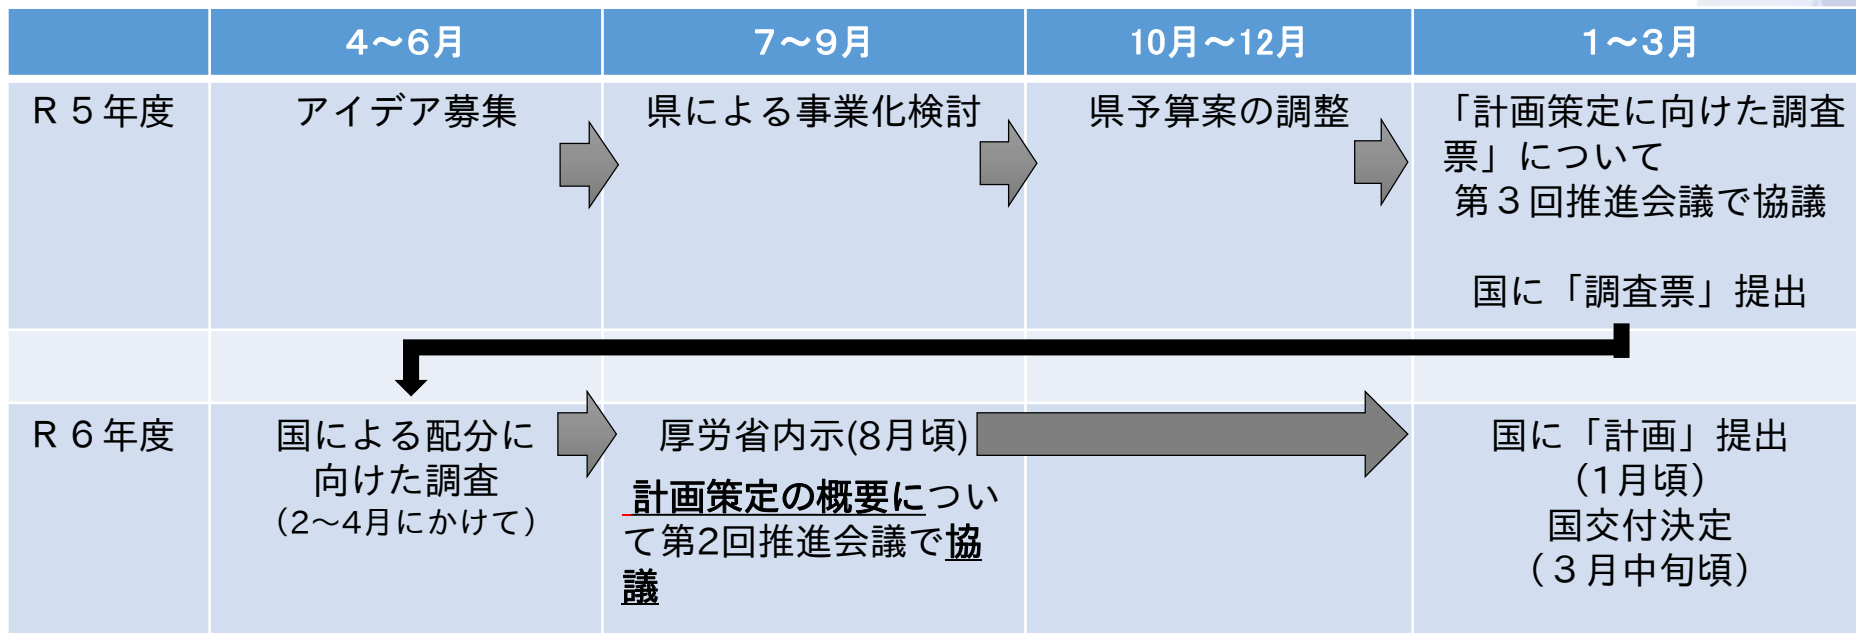 ４～６月
７～９月
10月～12月
１～３月
Ｒ５年度
アイデア募集
県による事業化検討
県予算案の調整
「計画策定に向けた調査
票」について
第３回推進会議で協議
国に「調査票」提出
Ｒ６年度
国による配分に
向けた調査
（2～4月にかけて）
厚労省内示(8月頃)
計画策定の概要につい
て第2回推進会議で協
議
国に「計画」提出
（1月頃）
国交付決定
（３月中旬頃）